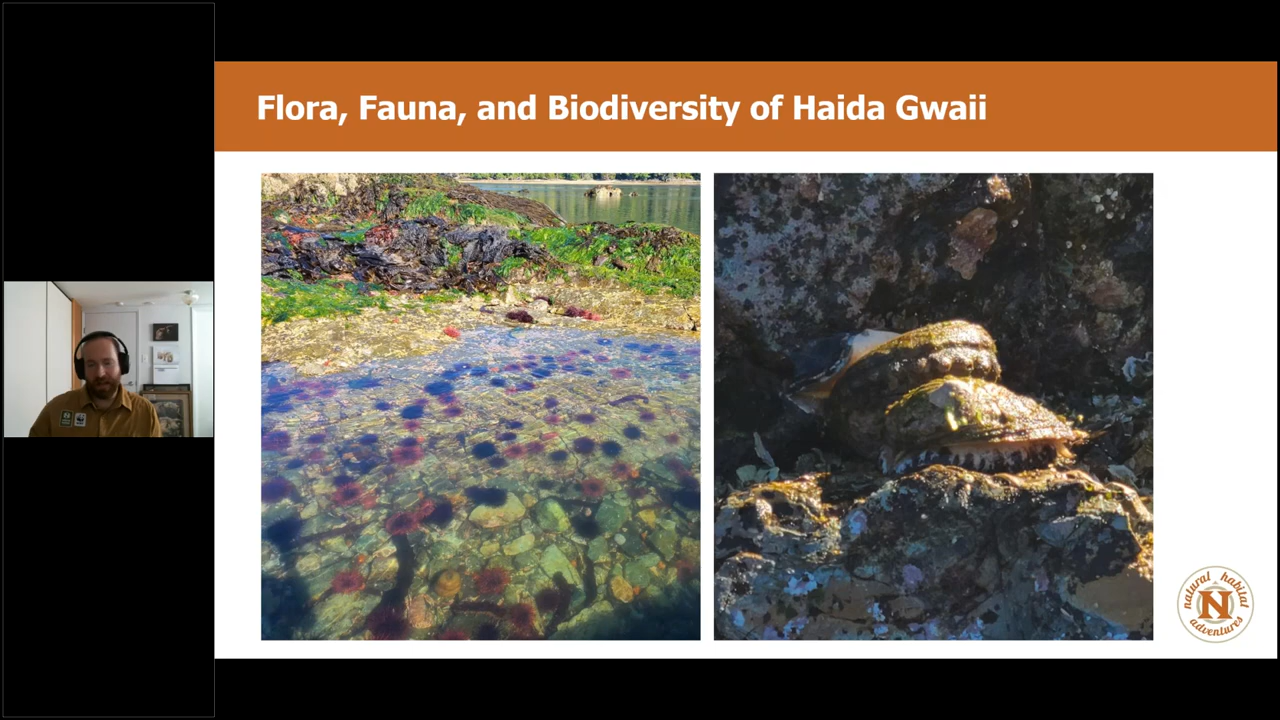 Flora, Fauna, and Biodiversity of Haida Gwaii
natural habitat
N
adventures